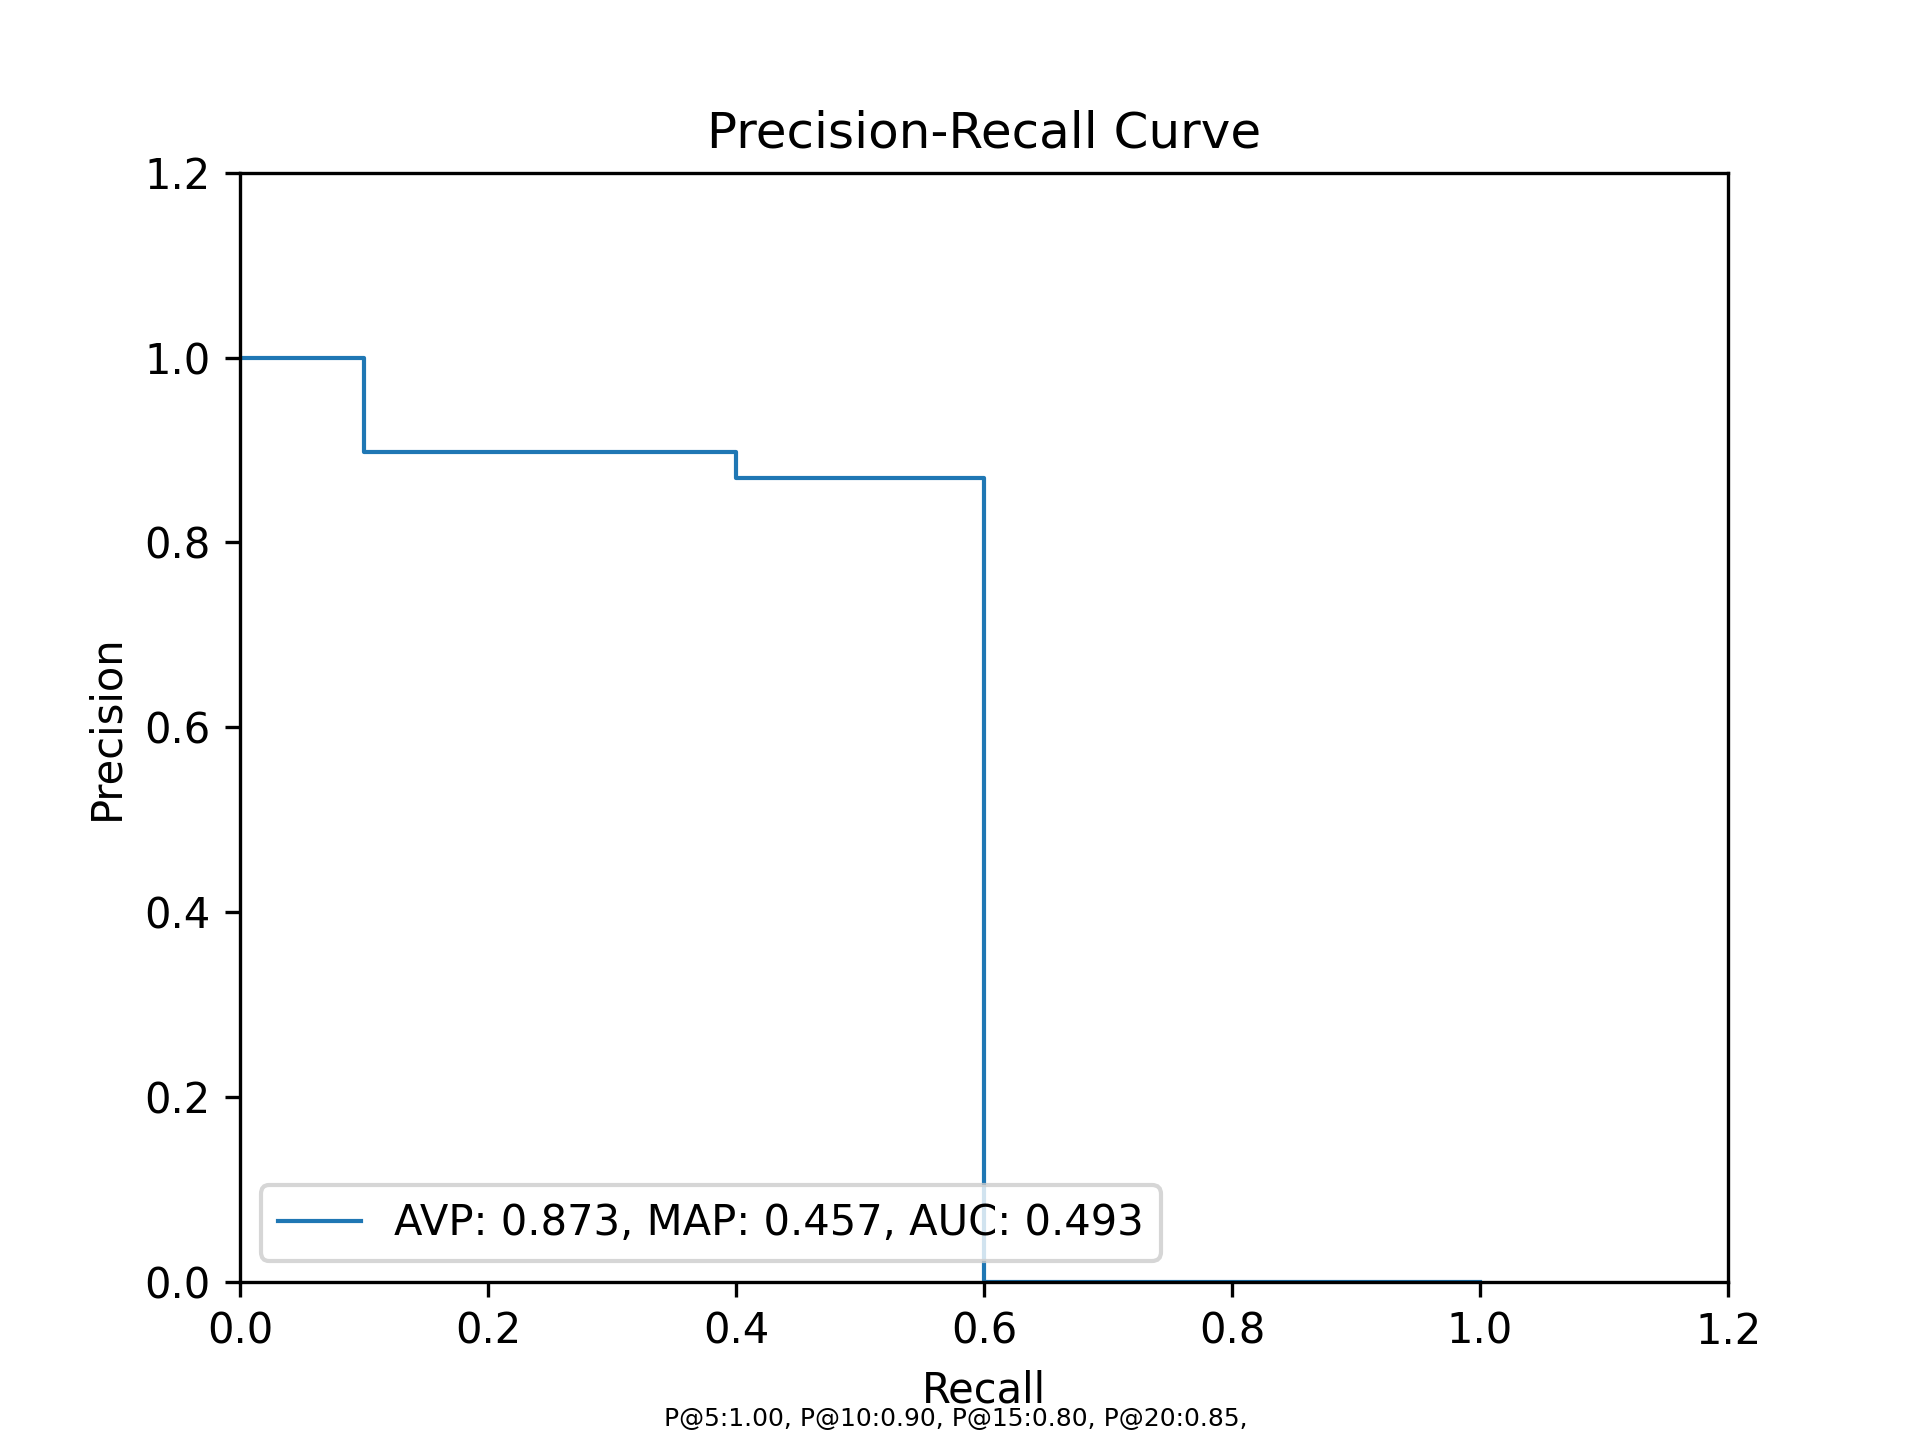 Precision-Recall Curve
1.2
1.0
0.8
0.6
0.4
0.2
0.0
Precision
AVP: 0.873, MAP: 0.457, AUC: 0.493
0.0 0.2 0.4 0.6 0.8 1.0 1.2
Recall
P@5:1.00, P@10:0.90, P@15:0.80, P@20:0.85,